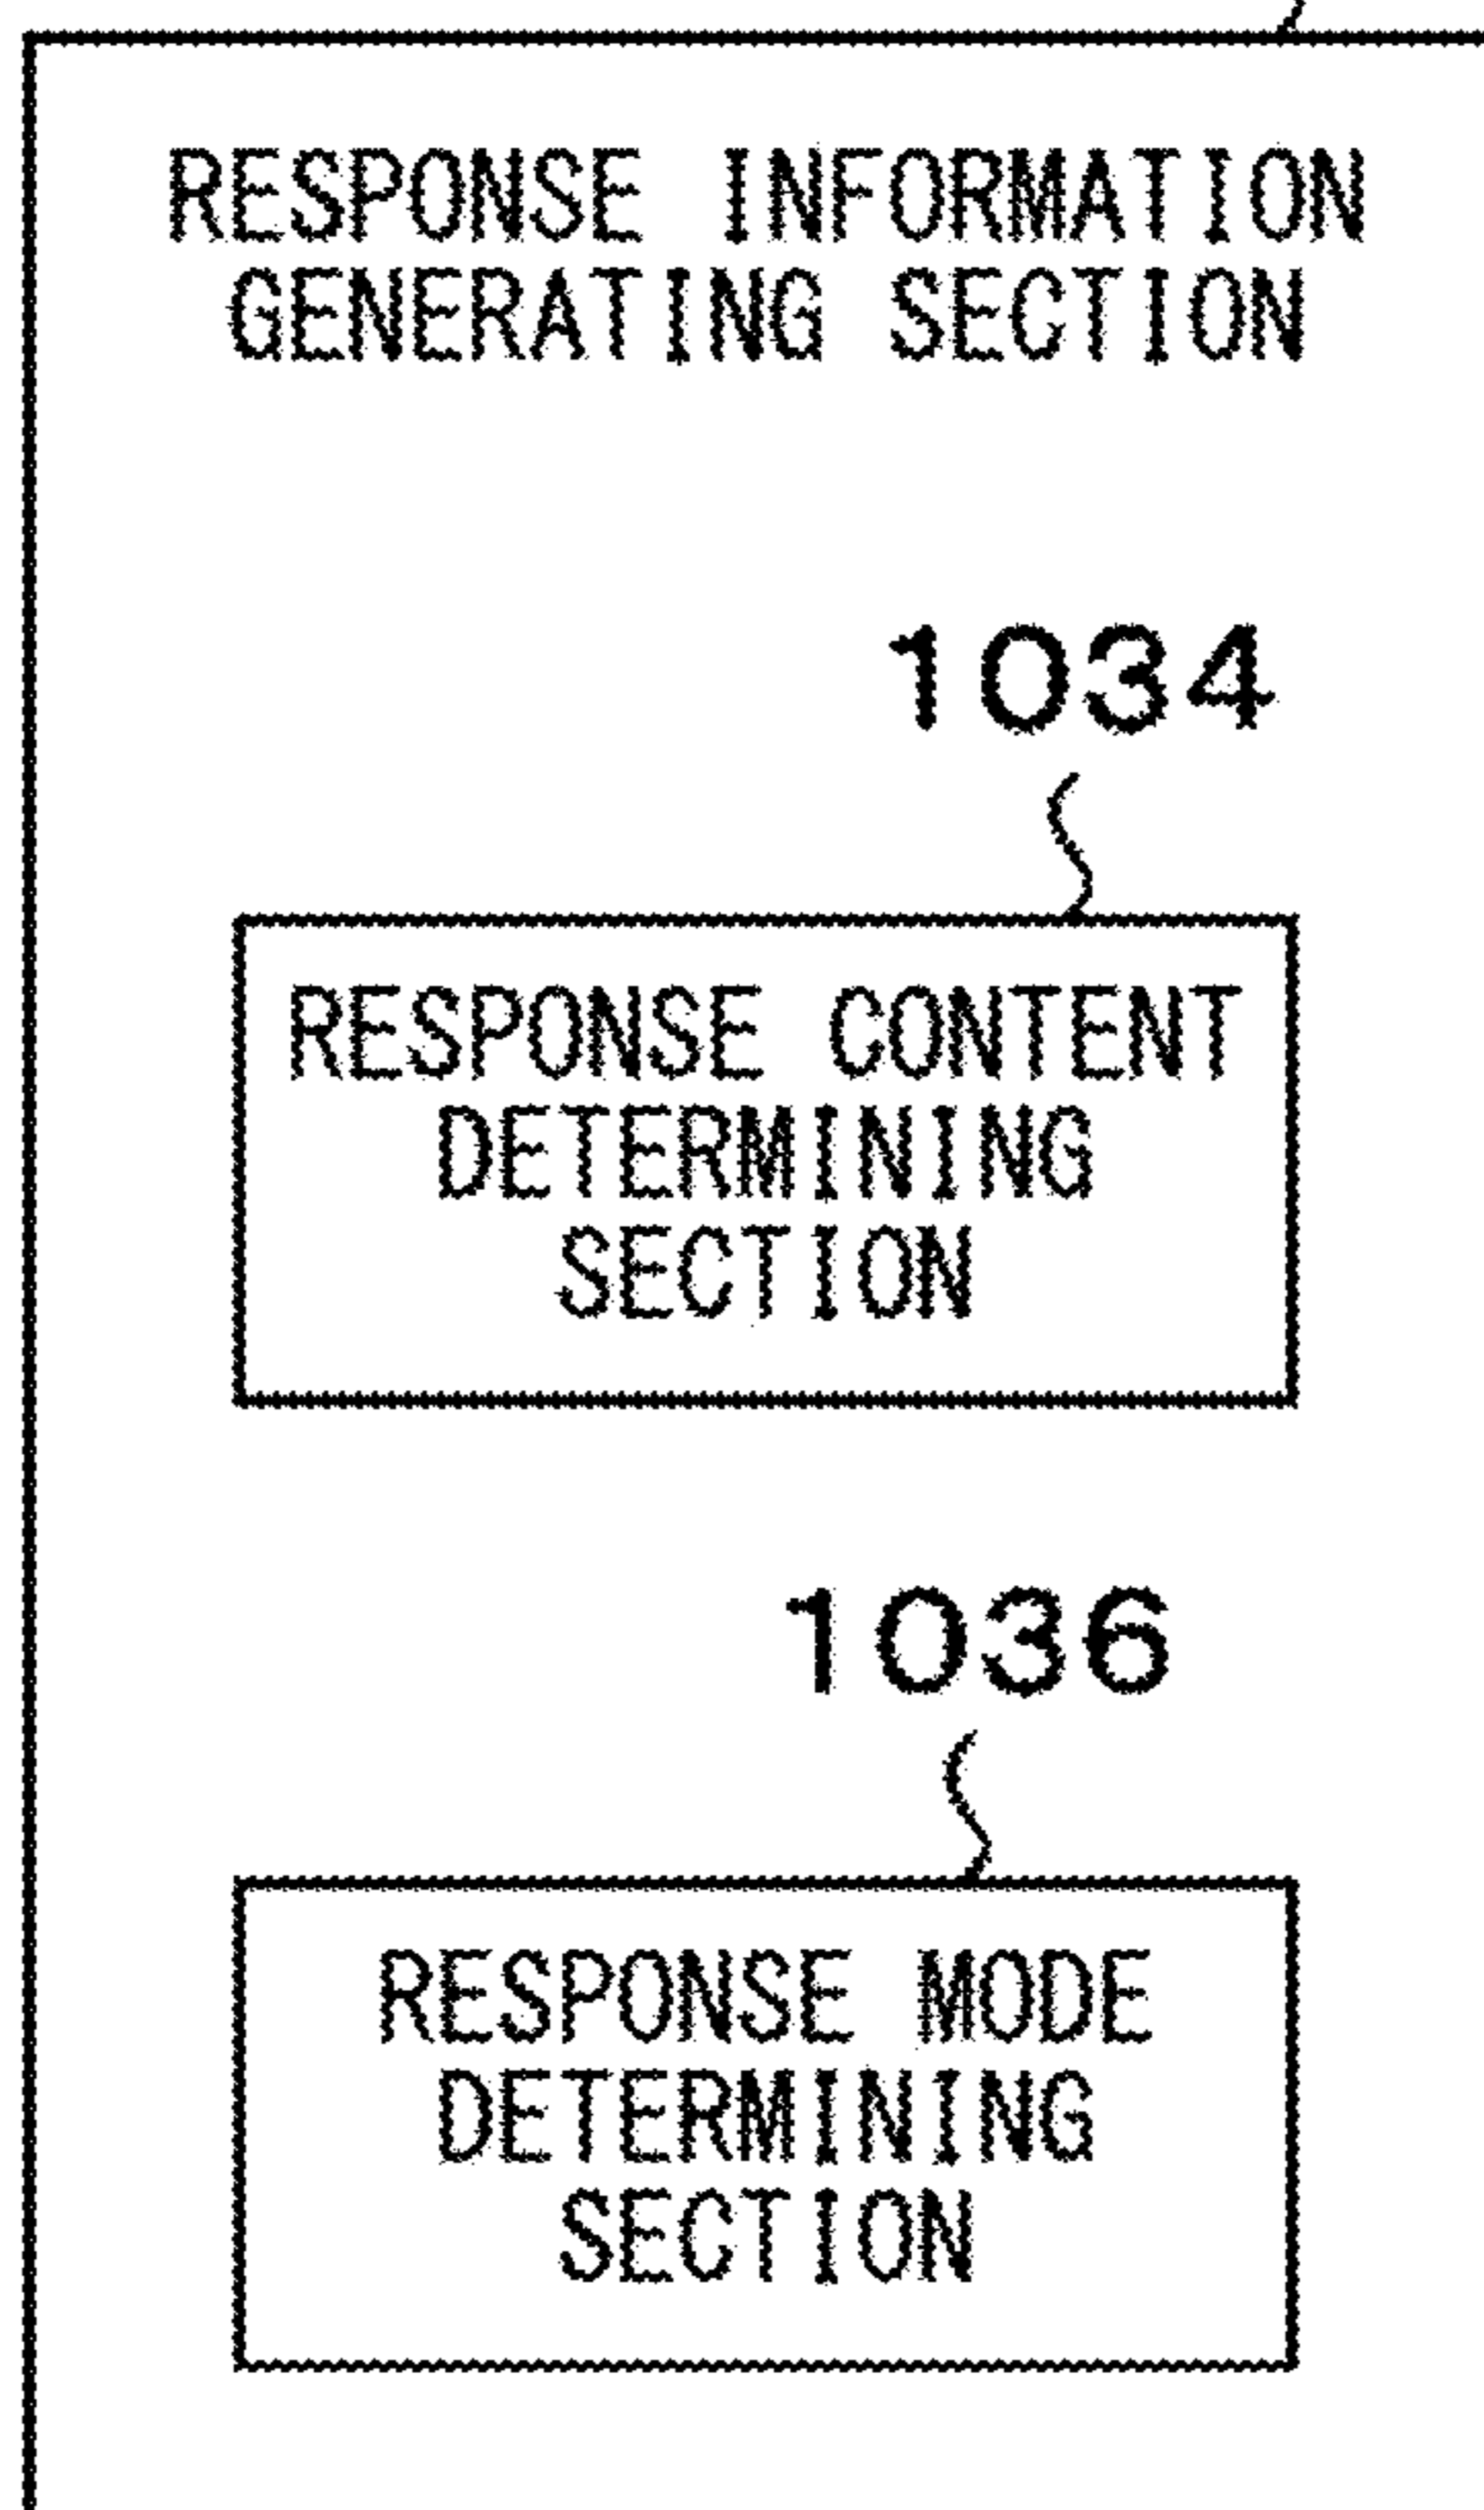 RESPONSE INFORMATION
GENERATING SECTION
1034
RESPONSE CONTENT
DETERMINING
SECTION
1036
RESPONSE MODE
DETERMINING
SECTION